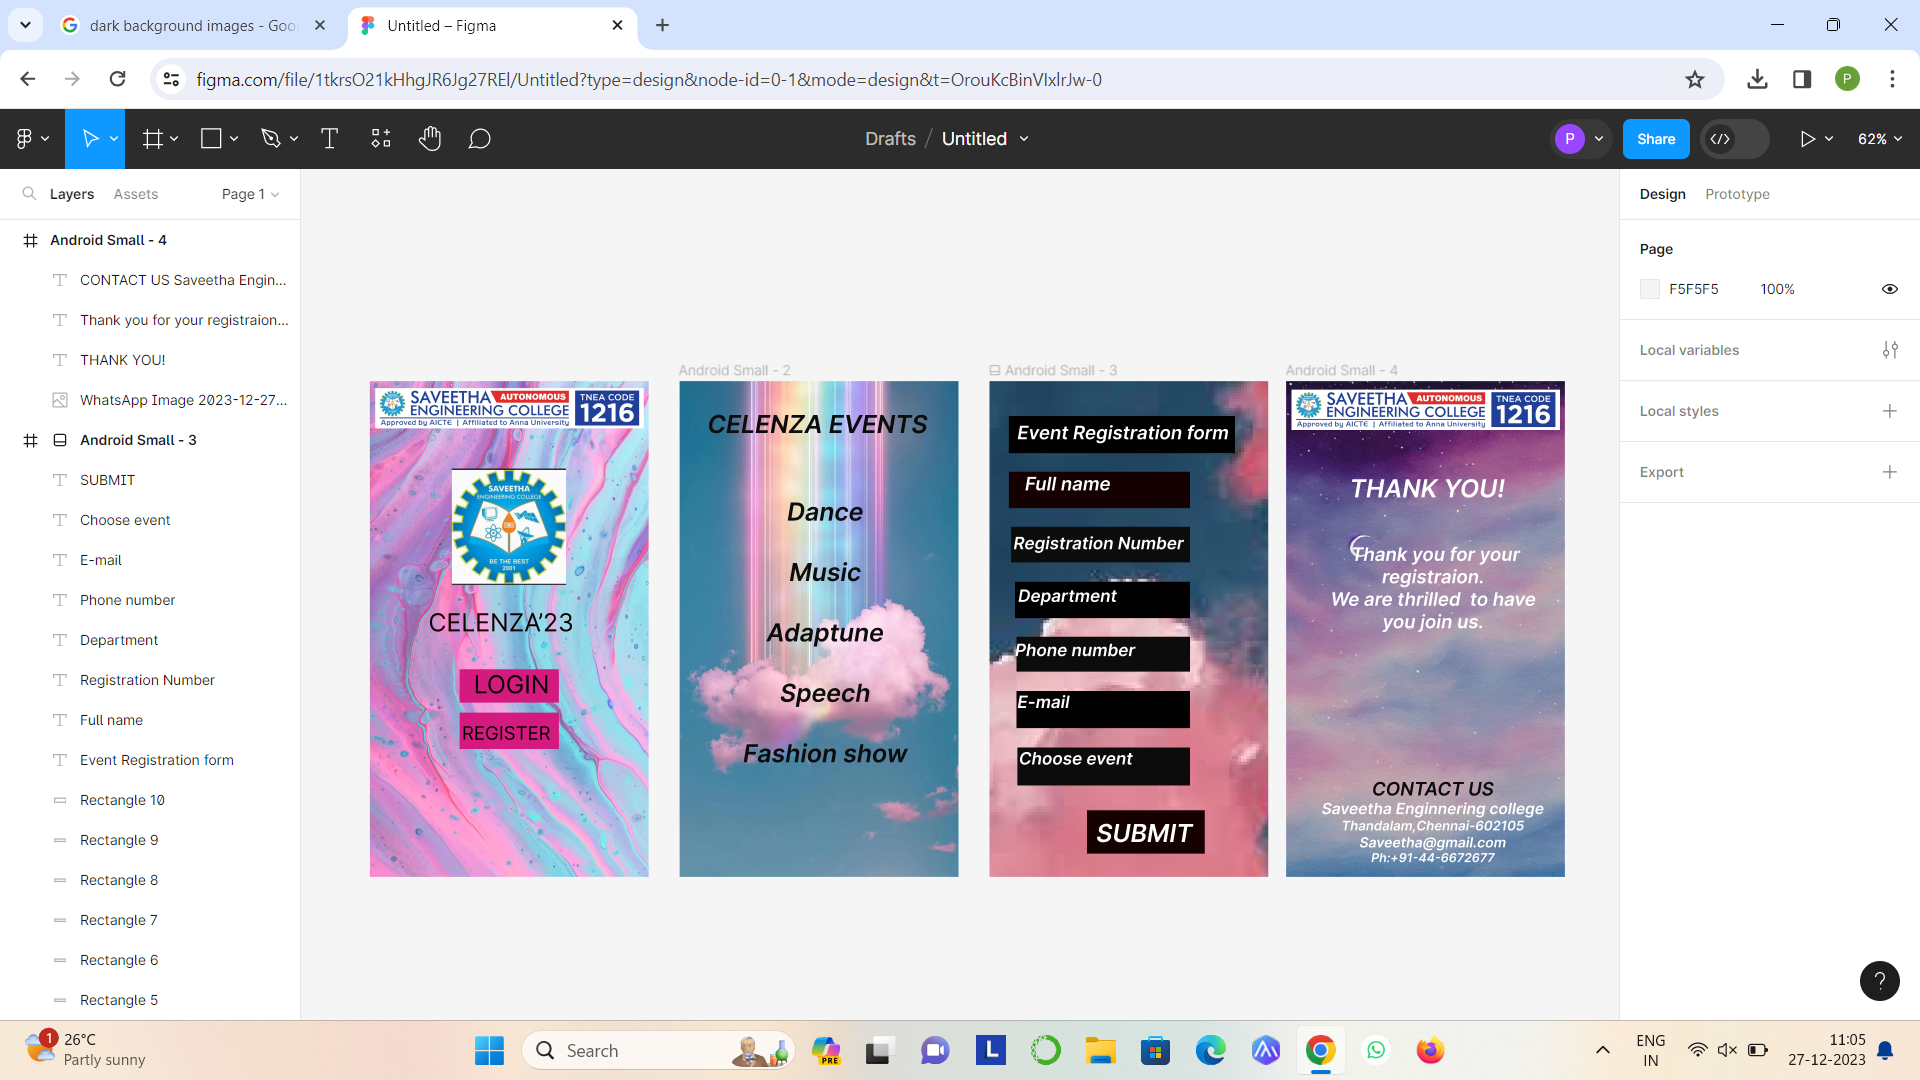 dark background images - Goo
Untitled – Figma
figma.com/file/1tkrsO21kHhgJR6Jg27REl/Untitled?type=design&node-id=0-1&mode=design&t=OrouKcBinVIxlrJw-0
P
Drafts / Untitled
P
Share
62%
Layers
Assets
Page 1
Android Small - 4
CONTACT US Saveetha Engin...
Thank you for your registraion...
THANK YOU!
WhatsApp Image 2023-12-27...
Android Small - 3
SUBMIT
Choose event
E-mail
Phone number
Department
Registration Number
Full name
Event Registration form
Rectangle 10
Rectangle 9
Rectangle 8
Rectangle 7
Rectangle 6
Rectangle 5
SAVEETHA AUTONOMOUS
ENGINEERING COLLEGE
Approved by AICTE | Affiliated to Anna University
TNEA CODE
1216
SAVEETHA
ENGINEERING COLLEGE
BE THE BEST
2001
CELENZA’23
LOGIN
REGISTER
Android Small - 2
CELENZA EVENTS
Dance
Music
Adaptune
Speech
Fashion show
Android Small - 3
Event Registration form
Full name
Registration Number
Department
Phone number
E-mail
Choose event
SUBMIT
Android Small - 4
SAVEETHA AUTONOMOUS
ENGINEERING COLLEGE
Approved by AICTE | Affiliated to Anna University
TNEA CODE
1216
THANK YOU!
Thank you for your
registraion.
We are thrilled to have
you join us.
CONTACT US
Saveetha Enginnering college
Thandalam,Chennai-602105
Saveetha@gmail.com
Ph:+91-44-6672677
Design
Prototype
Page
F5F5F5
100%
Local variables
Local styles
Export
?
1
26°C
Partly sunny
Search
PRE
L
ENG
IN
11:05
27-12-2023